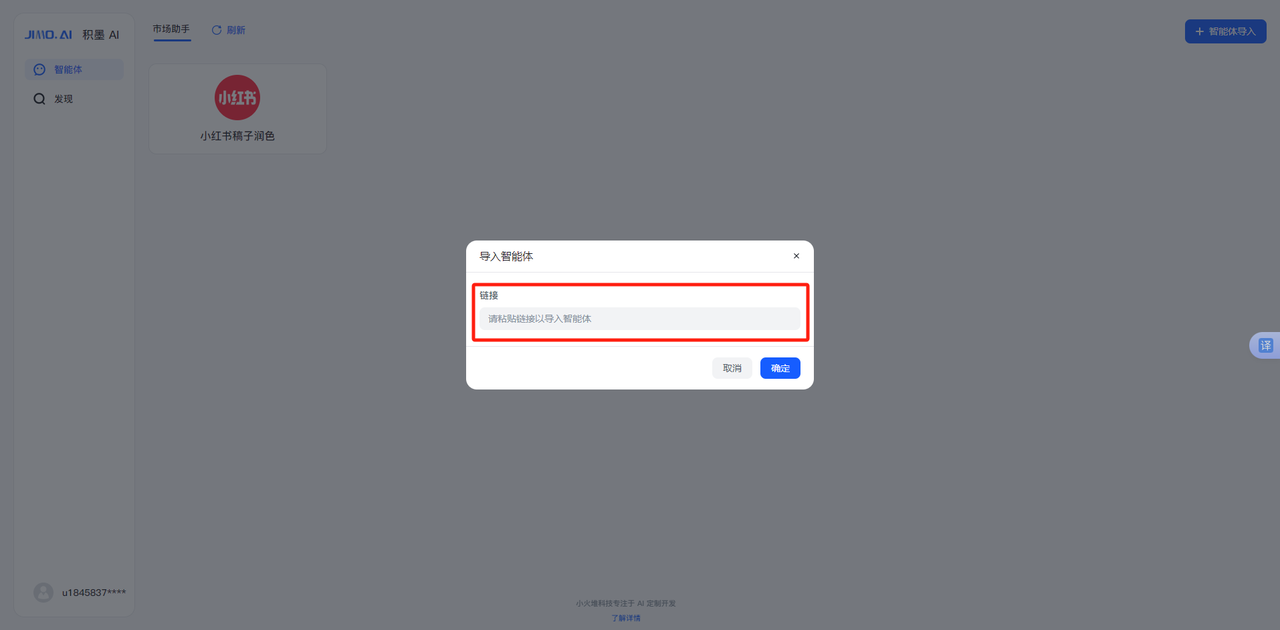 JIMO.AI 积墨 AI
智能体
发现
市场助手 刷新
+ 智能体导入
小红书
小红书稿子润色
导入智能体 ×
链接
请粘贴链接以导入智能体
取消 确定
译
u1845837****
小火堆科技专注于 AI 定制开发
了解详情